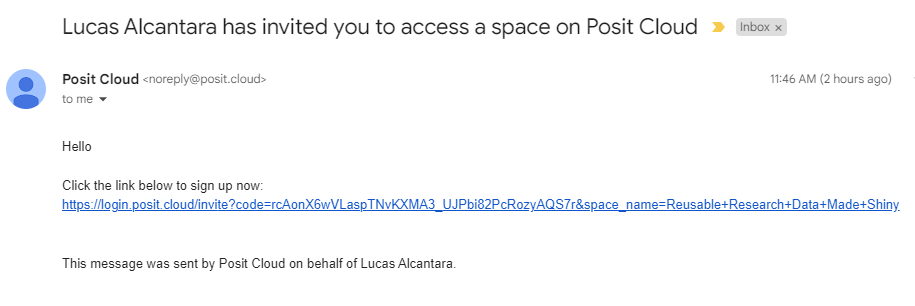 Lucas Alcantara has invited you to access a space on Posit Cloud Inbox ×
Posit Cloud <noreply@posit.cloud> 11:46 AM (2 hours ago)
to me
Hello
Click the link below to sign up now:
https://login.posit.cloud/invite?code=rcAonX6wVLaspTNvKXMA3_UJPbi82PcRozyAQS7r&space_name=Reusable+Research+Data+Made+Shiny
This message was sent by Posit Cloud on behalf of Lucas Alcantara.